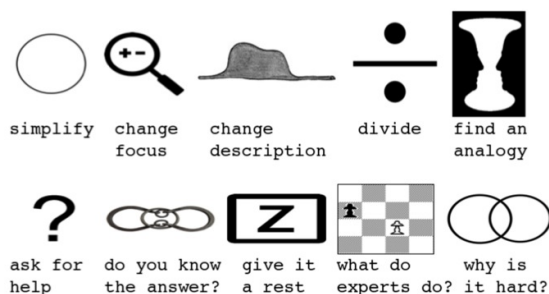 simplify
change focus
change description
divide
find an analogy
Z
ask for help
do you know the answer?
give it a rest
what do experts do?
why is it hard?